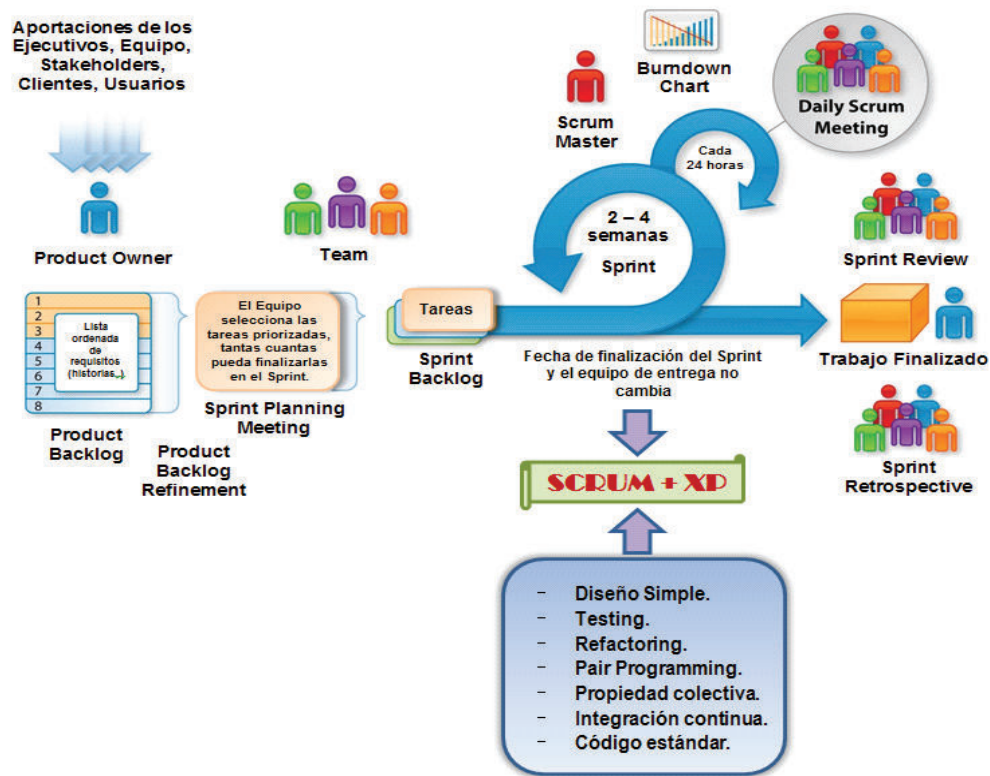 Aportaciones de los
Ejecutivos, Equipo,
Stakeholders,
Clientes, Usuarios
Product Owner
Team
Scrum
Master
Burndown
Chart
Cada
24 horas
Daily Scrum
Meeting
2 – 4
semanas
Sprint
Sprint Review
1
2
3
4
5
6
7
8
Lista
ordenada
de
requisitos
(historias,..)
Product
Backlog
Product
Backlog
Refinement
El Equipo
selecciona las
tareas priorizadas,
tantas cuantas
pueda finalizarlas
en el Sprint.
Sprint Planning
Meeting
Tareas
Sprint
Backlog
Fecha de finalización del Sprint
y el equipo de entrega no
cambia
Trabajo Finalizado
Sprint
Retrospective
SCRUM + XP
- Diseño Simple.
- Testing.
- Refactoring.
- Pair Programming.
- Propiedad colectiva.
- Integración continua.
- Código estándar.